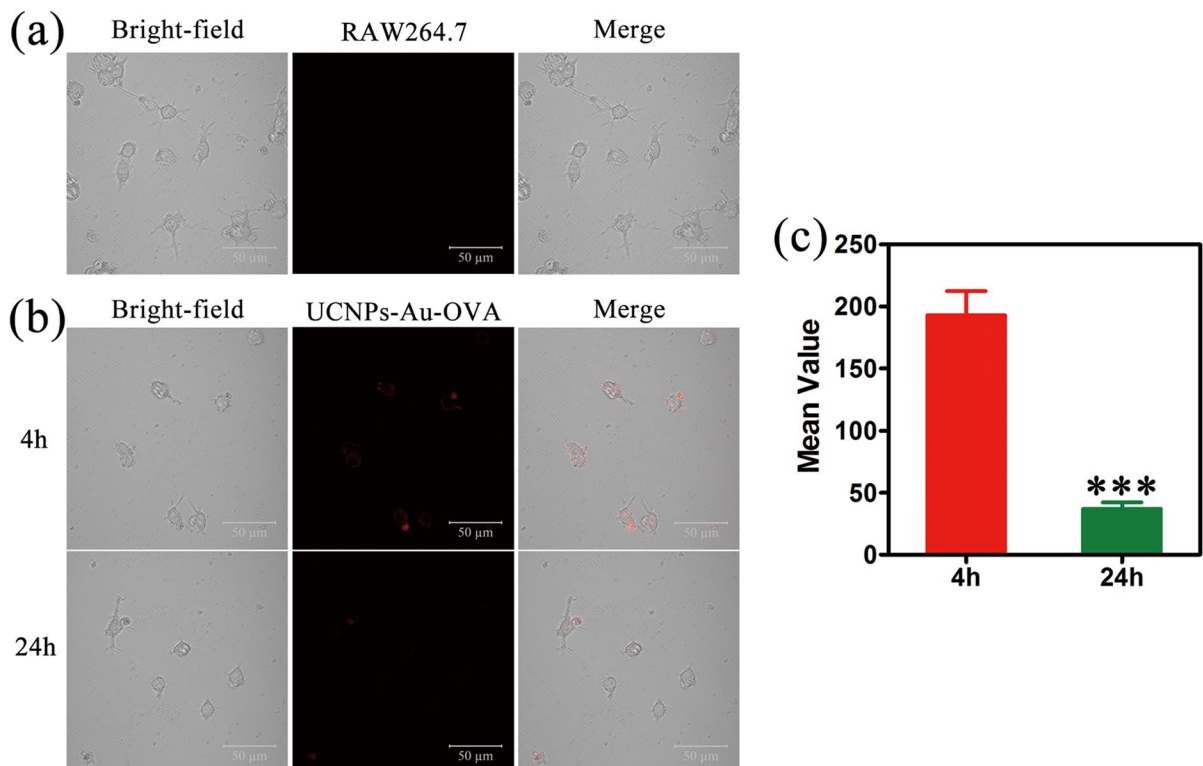 (a)
Bright-field
RAW264.7
Merge
50 µm
50 µm
50 µm
(b)
Bright-field
UCNPs-Au-OVA
Merge
4h
50 µm
50 µm
50 µm
24h
50 µm
50 µm
50 µm
(c)
250
200
150
100
50
0
Mean Value
***
4h
24h